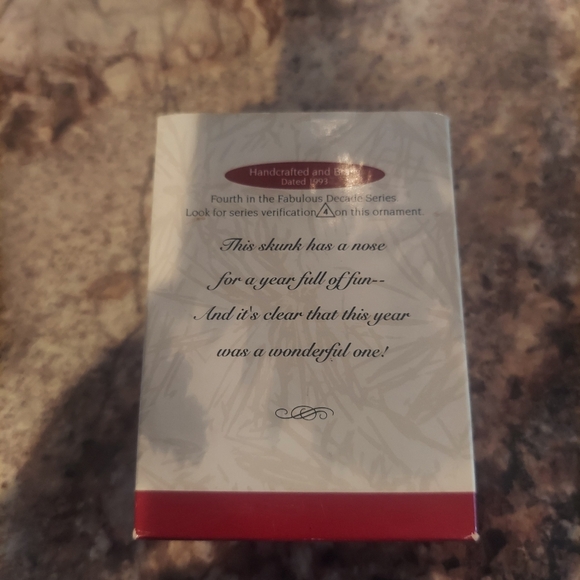 Handcrafted and
Dated 1993
Fourth in the Fabulous Decade Series.
Look for series verification 4 on this ornament.
This skunk has a nose
for a year full of fun--
And it's clear that this year
was a wonderful one!